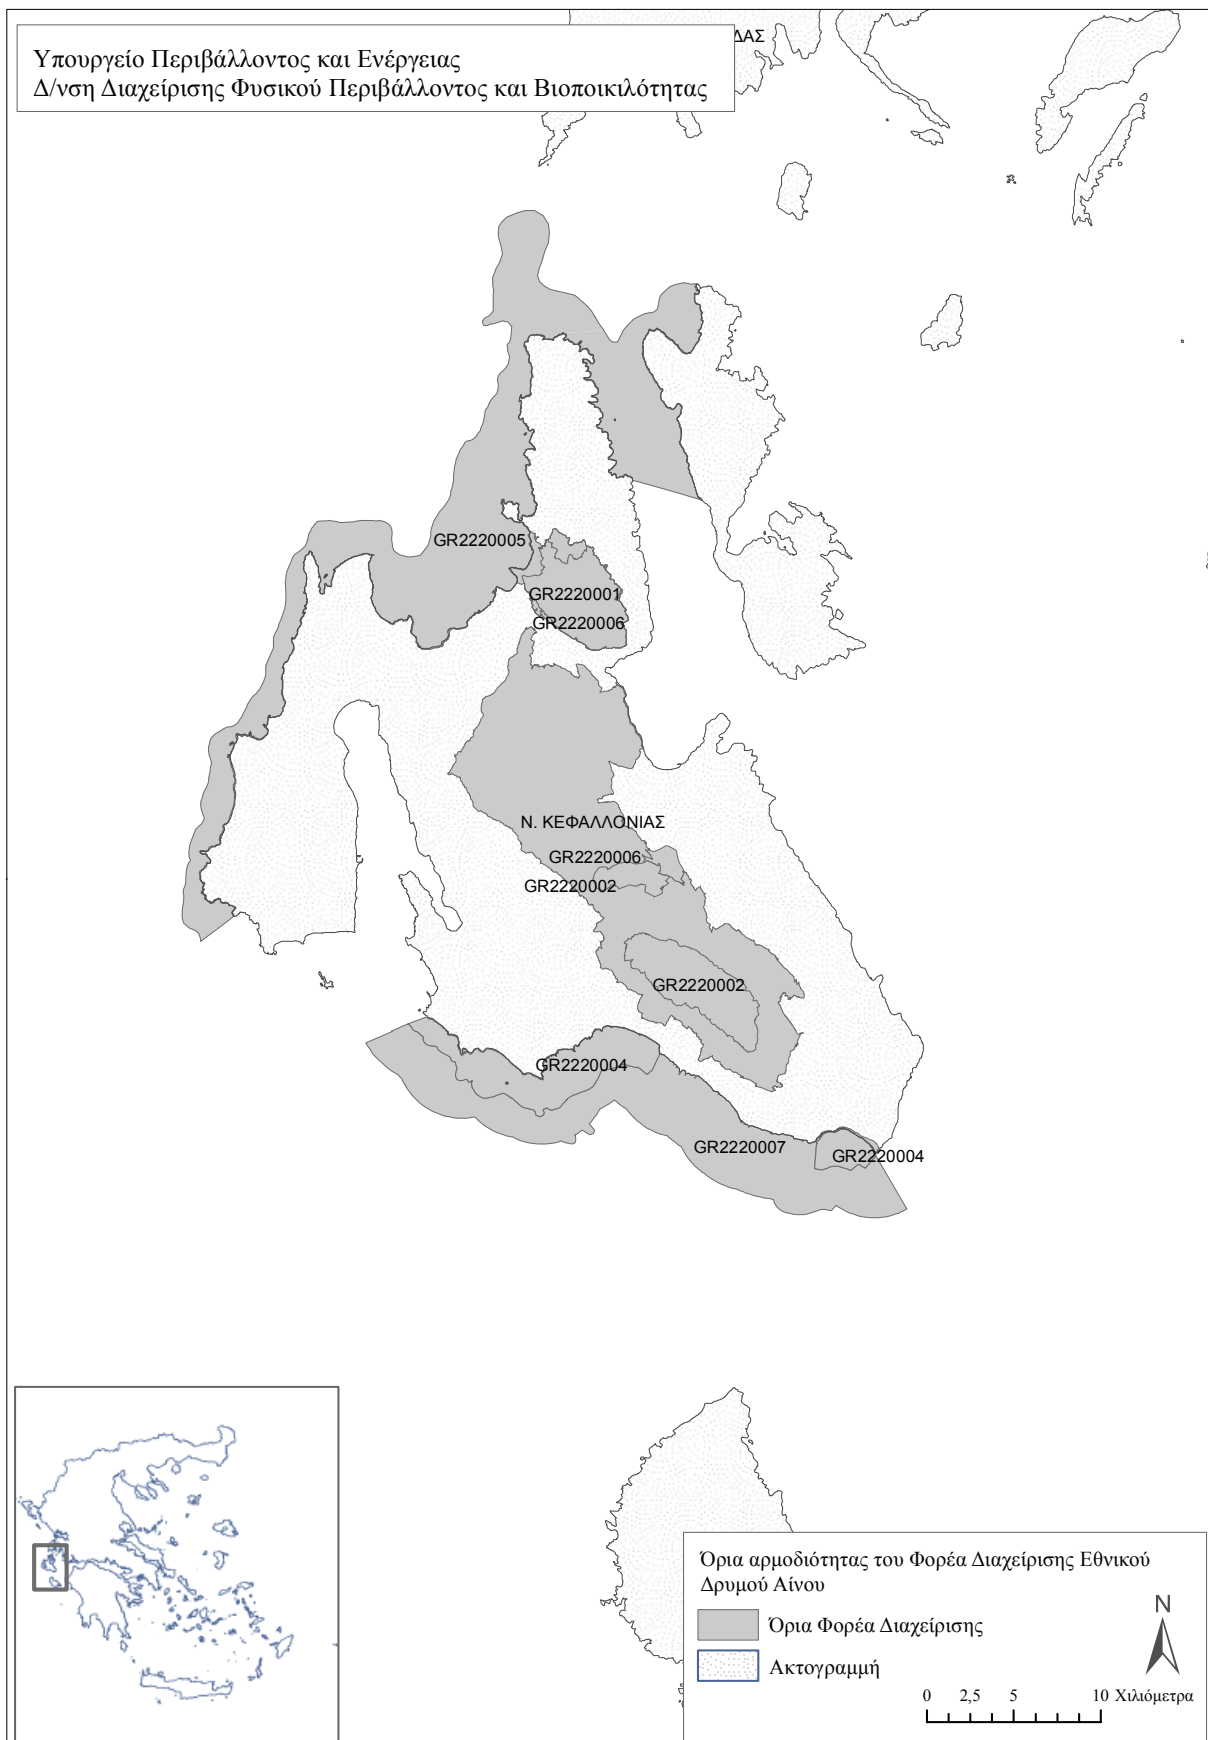 Υπουργείο Περιβάλλοντος και Ενέργειας
Δ/νση Διαχείρισης Φυσικού Περιβάλλοντος και Βιοποικιλότητας
ΔΑΣ
GR2220005
GR2220001
GR2220006
Ν. ΚΕΦΑΛΛΟΝΙΑΣ
GR2220006
GR2220002
GR2220002
GR2220004
GR2220007
GR2220004
Όρια αρμοδιότητας του Φορέα Διαχείρισης Εθνικού
Δρυμού Αίνου
Όρια Φορέα Διαχείρισης
Ακτογραμμή
N
0 2,5 5 10 Χιλιόμετρα